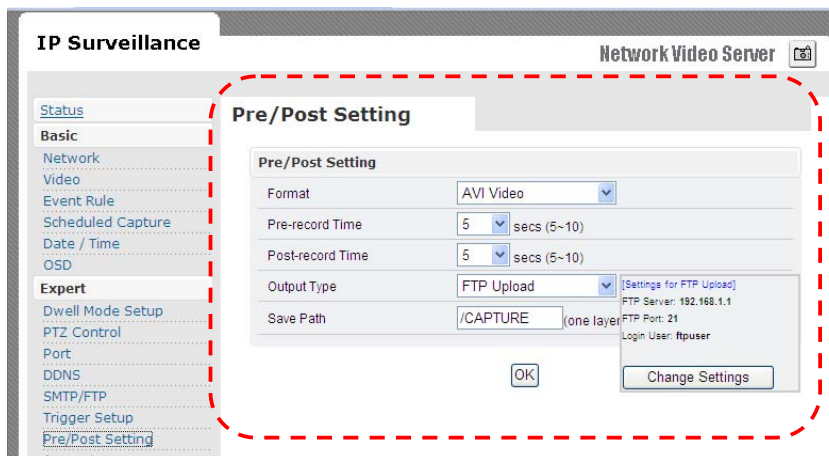 IP Surveillance
Network Video Server
Status
Basic
Network
Video
Event Rule
Scheduled Capture
Date / Time
OSD
Expert
Dwell Mode Setup
PTZ Control
Port
DDNS
SMTP/FTP
Trigger Setup
Pre/Post Setting
Pre/Post Setting
Pre/Post Setting
Format AVI Video
Pre-record Time 5 secs (5~10)
Post-record Time 5 secs (5~10)
Output Type FTP Upload
Save Path /CAPTURE (one layer
[Settings for FTP Upload]
FTP Server: 192.168.1.1
FTP Port: 21
Login User: ftpuser
Change Settings
OK